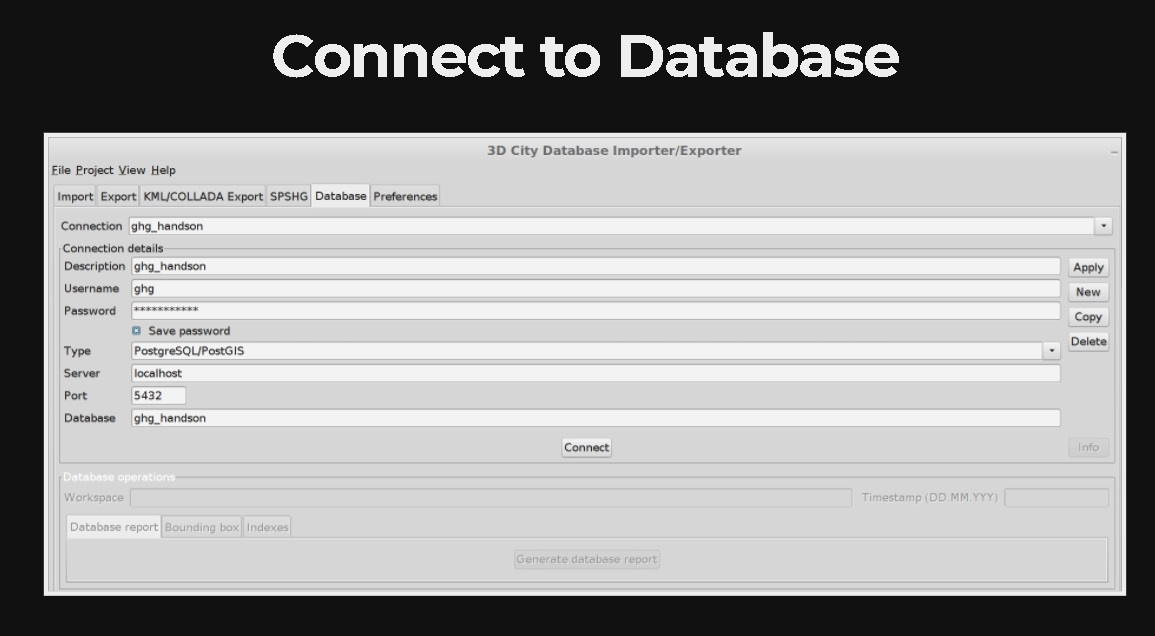 Connect to Database
3D City Database Importer/Exporter
File Project View Help
Import Export KML/COLLADA Export SPSHG Database Preferences
Connection ghg_handson
Connection details
Description ghg_handson Apply
Username ghg New
Password *********** Copy
Save password
Type PostgreSQL/PostGIS Delete
Server localhost
Port 5432
Database ghg_handson
Connect Info
Database operations
Workspace Timestamp (DD.MM.YYY)
Database report Bounding box Indexes
Generate database report